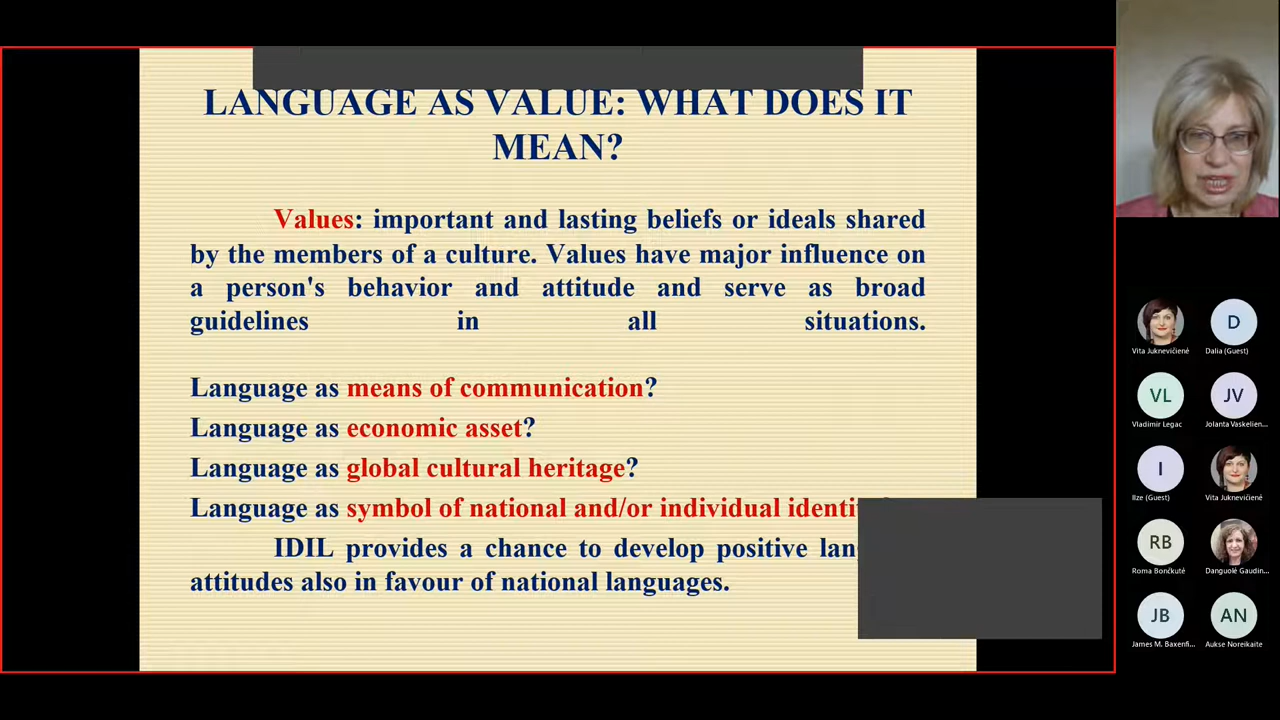 LANGUAGE AS VALUE: WHAT DOES IT
MEAN?
Values: important and lasting beliefs or ideals shared
by the members of a culture. Values have major influence on
a person's behavior and attitude and serve as broad
guidelines in all situations.
Language as means of communication?
Language as economic asset?
Language as global cultural heritage?
Language as symbol of national and/or individual
IDIL provides a chance to develop positive
attitudes also in favour of national languages.
Vita Juknevičienė
D
Dalia (Guest)
VL
Vladimir Legac
JV
Jolanta Vaskelien...
I
Ilze (Guest)
Vita Juknevičienė
RB
Roma Bončkutė
Danguolė Gaudin...
JB
James M. Baxenfi...
AN
Aukse Noreikaite